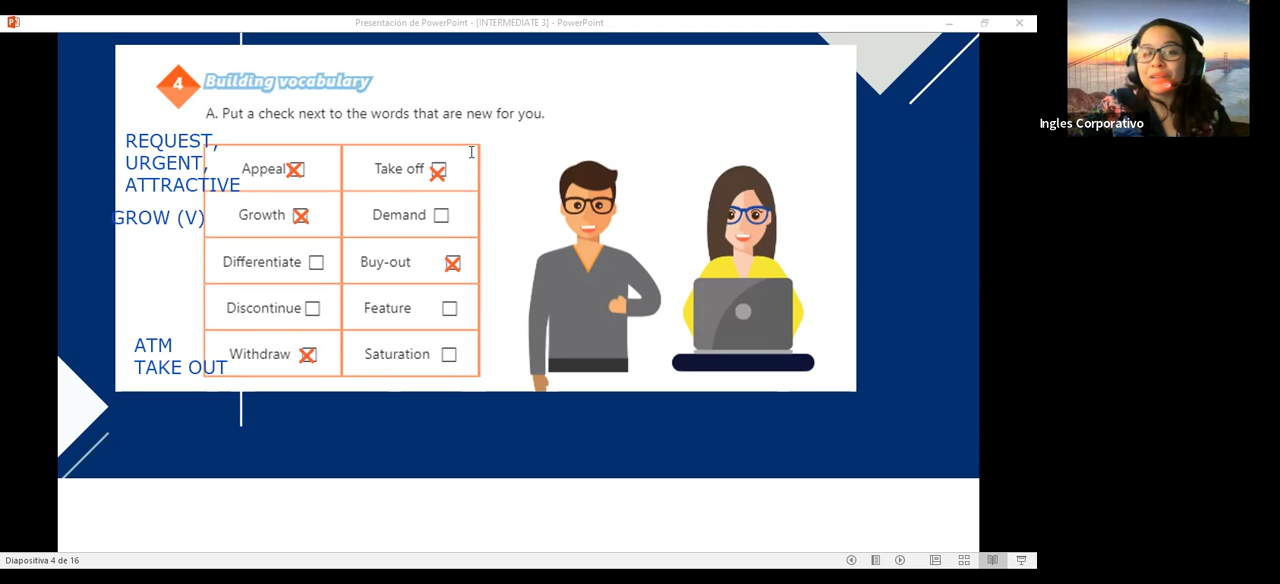 Presentación de PowerPoint - [INTERMEDIATE 3] - PowerPoint
4 Building vocabulary
A. Put a check next to the words that are new for you.
REQUEST,
URGENT,
ATTRACTIVE
Appeal Take off
GROW (V)
Growth Demand
Differentiate Buy-out
Discontinue Feature
ATM
TAKE OUT
Withdraw Saturation
Ingles Corporativo
Diapositiva 4 de 16